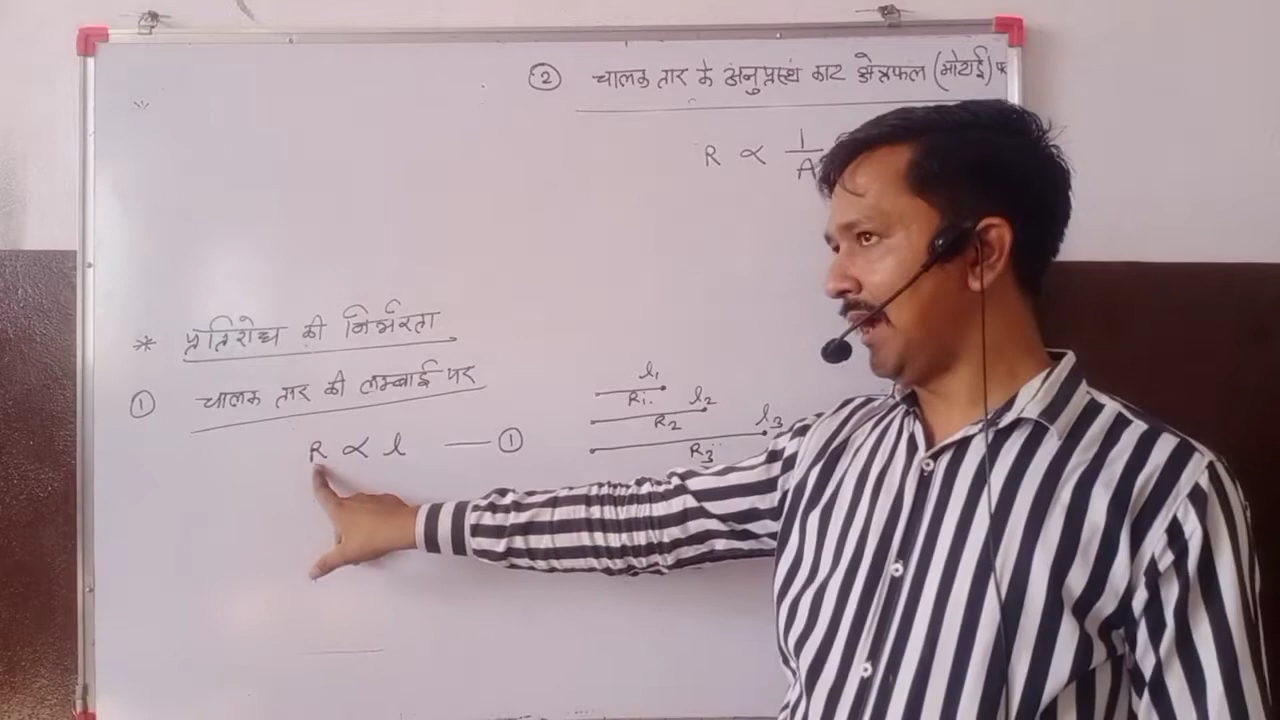 ② चालक तार के अनुप्रस्थ काट क्षेत्रफल (मोटाई) पर
R ∝ 1/A
* प्रतिरोध की निर्भरता
① चालक तार की लम्बाई पर
R ∝ l — ①
l₁
R₁
l₂
R₂
l₃
R₃